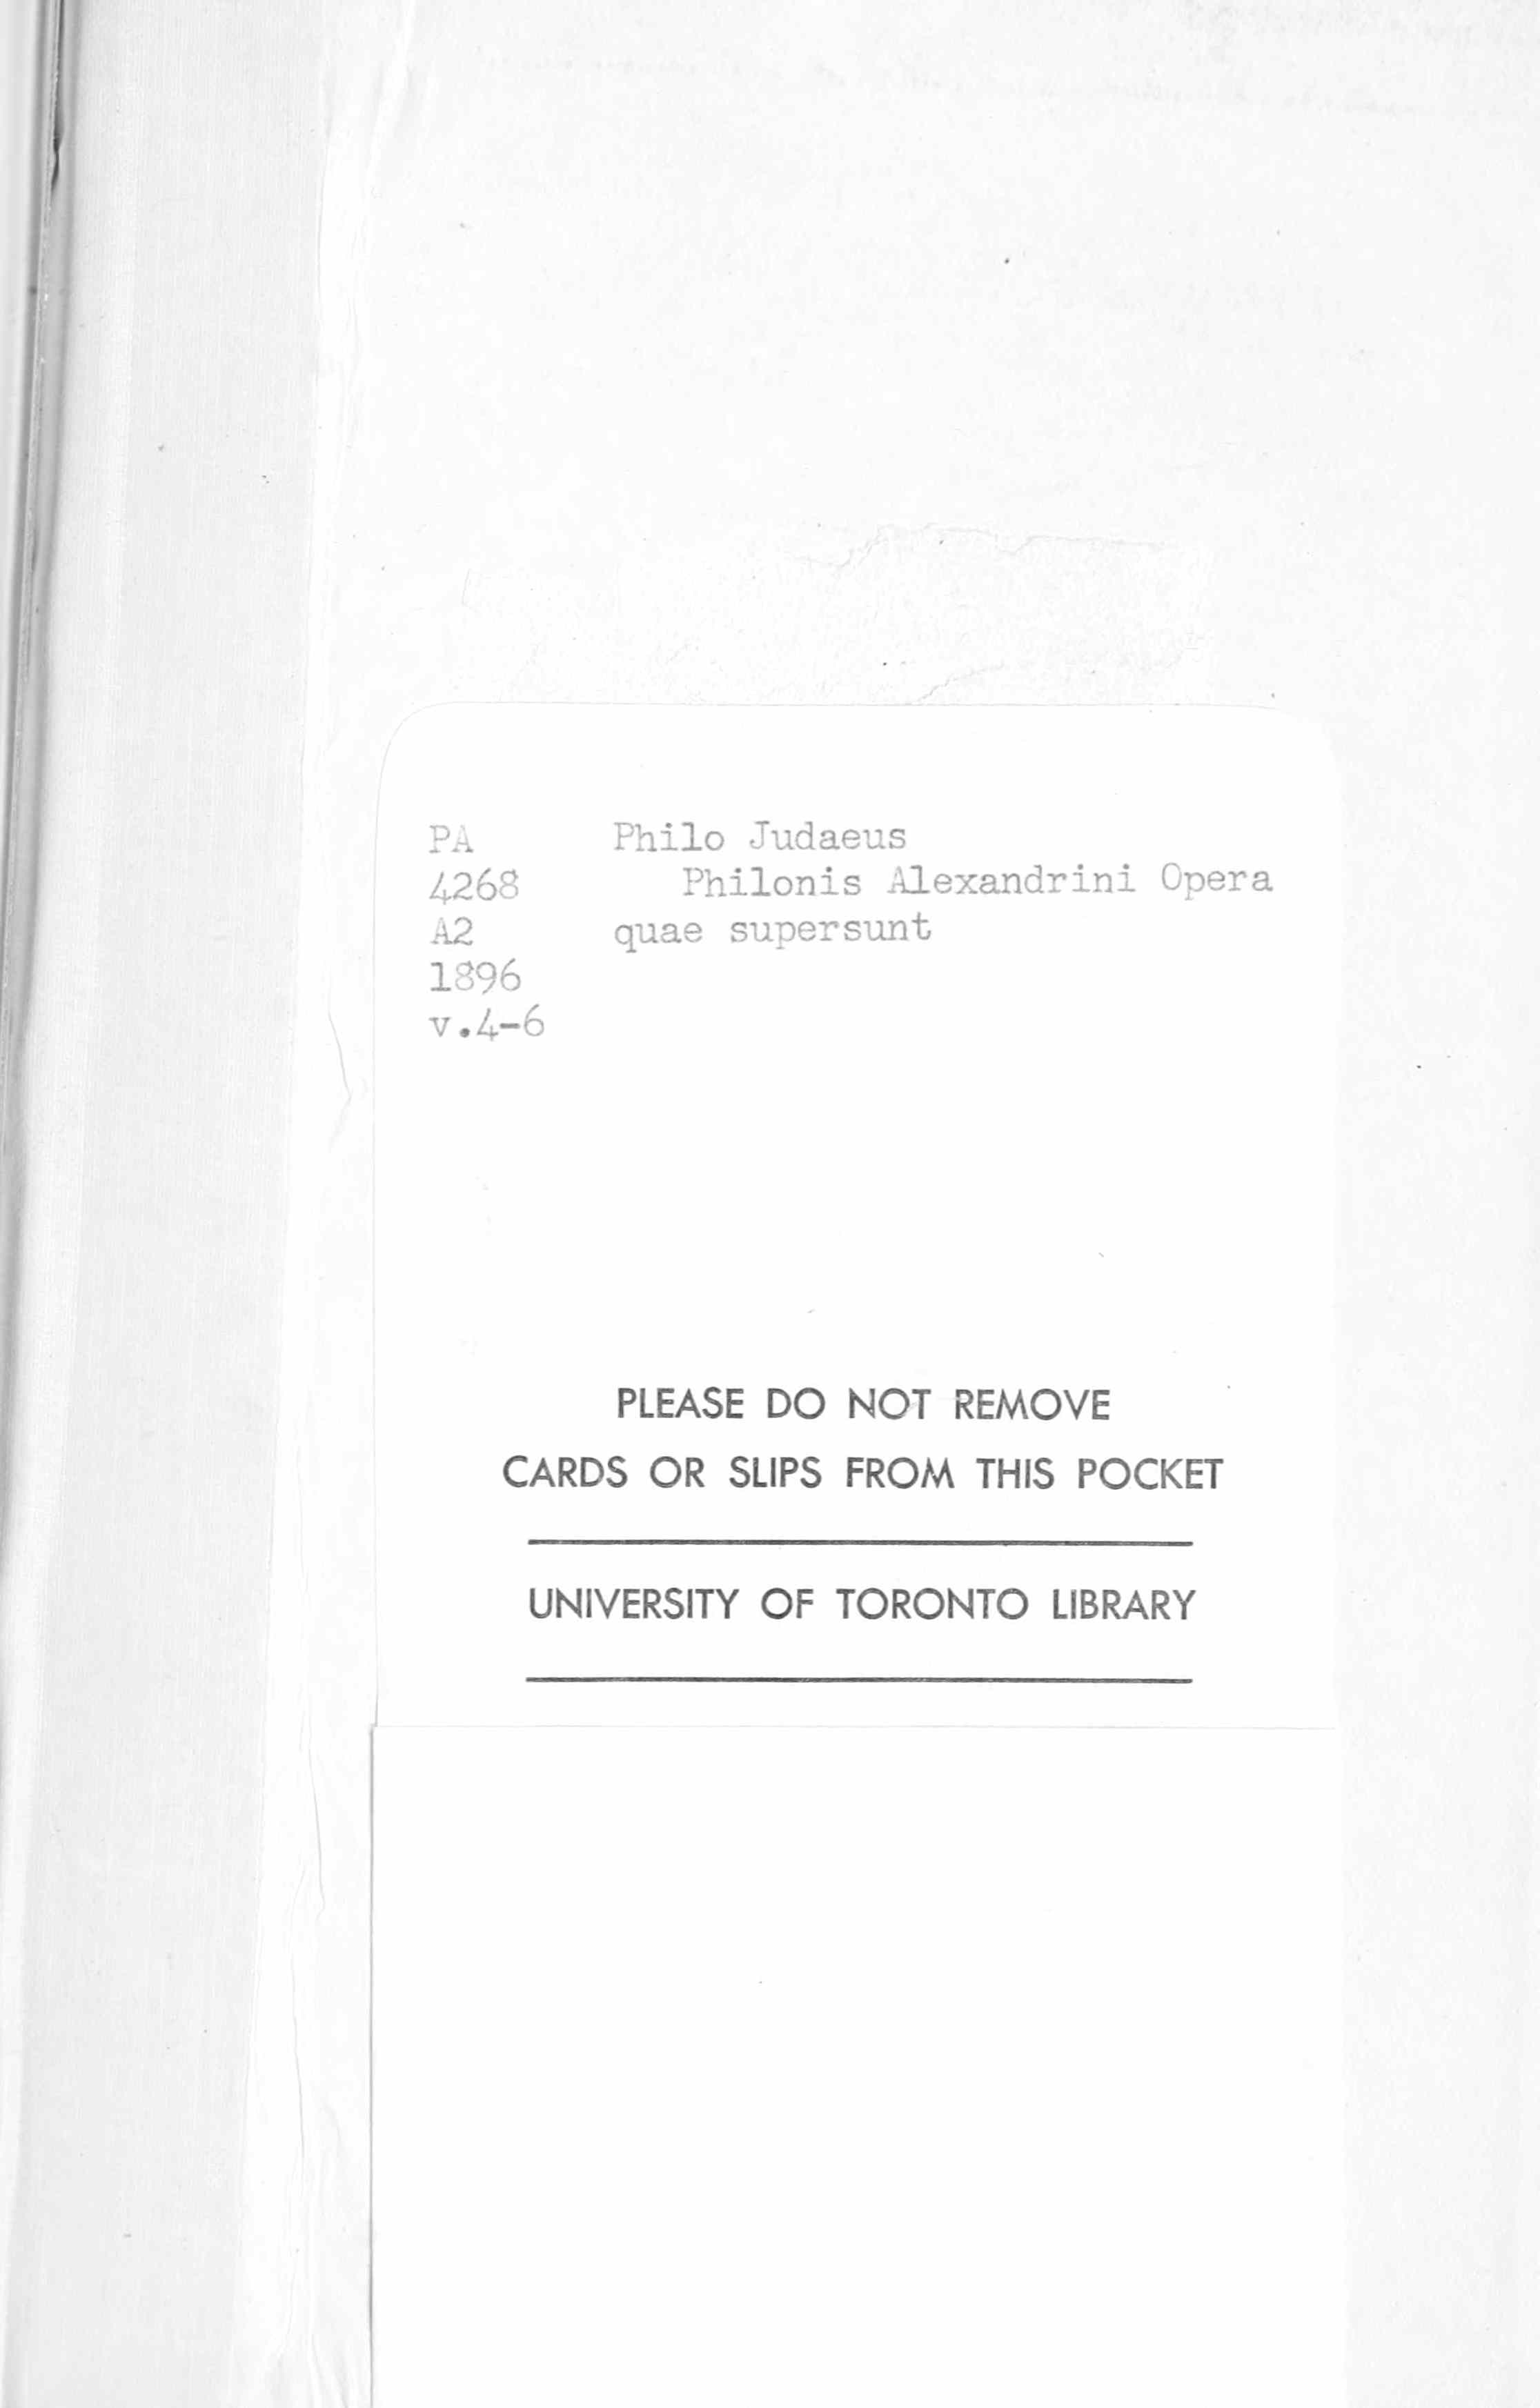 PA Philo Judaeus
4268 Philonis Alexandrini Opera
A2 quae supersunt
1896
v.4-6
PLEASE DO NOT REMOVE
CARDS OR SLIPS FROM THIS POCKET
UNIVERSITY OF TORONTO LIBRARY